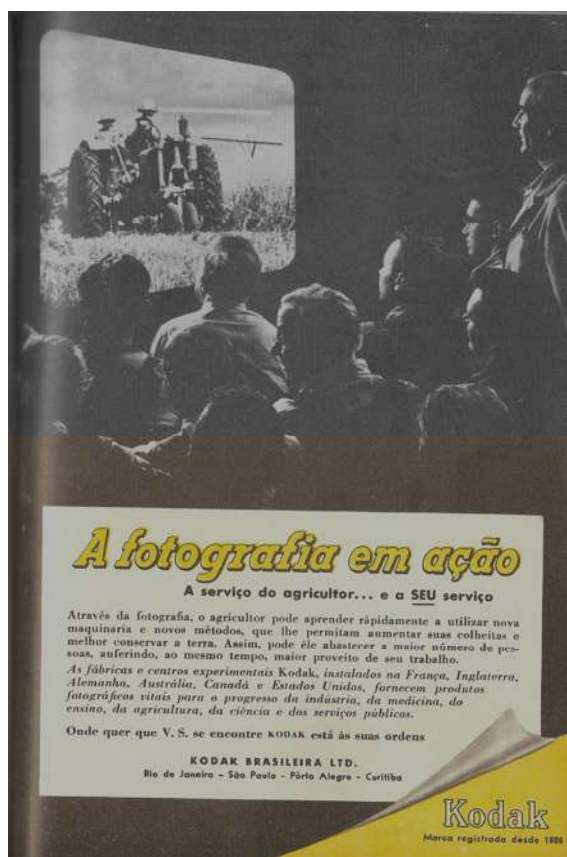 A fotografia em ação
A serviço do agricultor... e a SEU serviço
Através da fotografia, o agricultor pode aprender ràpidamente a utilizar nova
maquinaria e novos métodos, que lhe permitam aumentar suas colheitas e
melhor conservar a terra. Assim, pode êle abastecer a maior número de pes-
soas, auferindo, ao mesmo tempo, maior proveito de seu trabalho.
As fábricas e centros experimentais Kodak, instalados na França, Inglaterra,
Alemanha, Austrália, Canadá e Estados Unidos, fornecem produtos
fotográficos vitais para o progresso da indústria, da medicina, do
ensino, da agricultura, da ciência e dos serviços públicos.
Onde quer que V. S. se encontre KODAK está às suas ordens
KODAK BRASILEIRA LTD.
Rio de Janeiro - São Paulo - Pôrto Alegre - Curitiba
Kodak
Marca registrada desde 1888